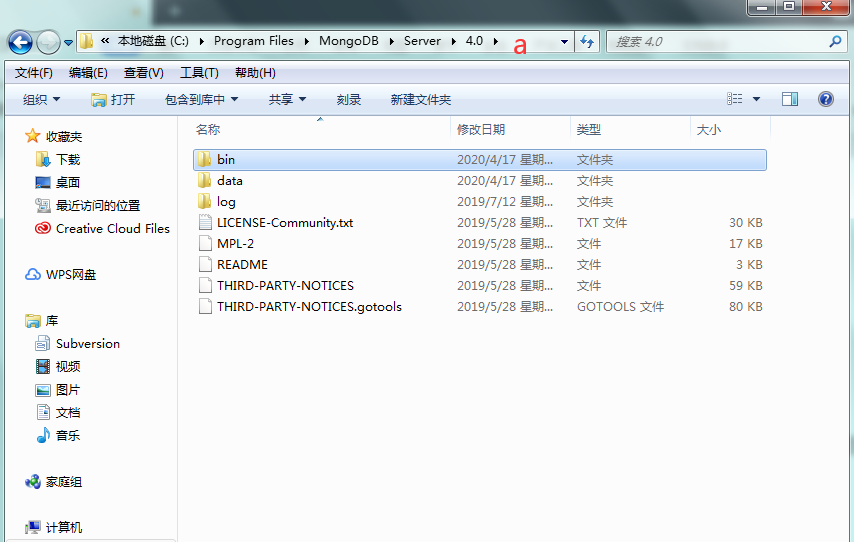 « 本地磁盘 (C:) Program Files MongoDB Server 4.0 a 搜索 4.0
文件(F) 编辑(E) 查看(V) 工具(T) 帮助(H)
组织 打开 包含到库中 共享 刻录 新建文件夹
名称 修改日期 类型 大小
bin 2020/4/17 星期... 文件夹
data 2020/4/17 星期... 文件夹
log 2019/7/12 星期... 文件夹
LICENSE-Community.txt 2019/5/28 星期... TXT 文件 30 KB
MPL-2 2019/5/28 星期... 文件 17 KB
README 2019/5/28 星期... 文件 3 KB
THIRD-PARTY-NOTICES 2019/5/28 星期... 文件 59 KB
THIRD-PARTY-NOTICES.gotools 2019/5/28 星期... GOTOOLS 文件 80 KB
收藏夹
下载
桌面
最近访问的位置
Creative Cloud Files
WPS网盘
库
Subversion
视频
图片
文档
音乐
家庭组
计算机